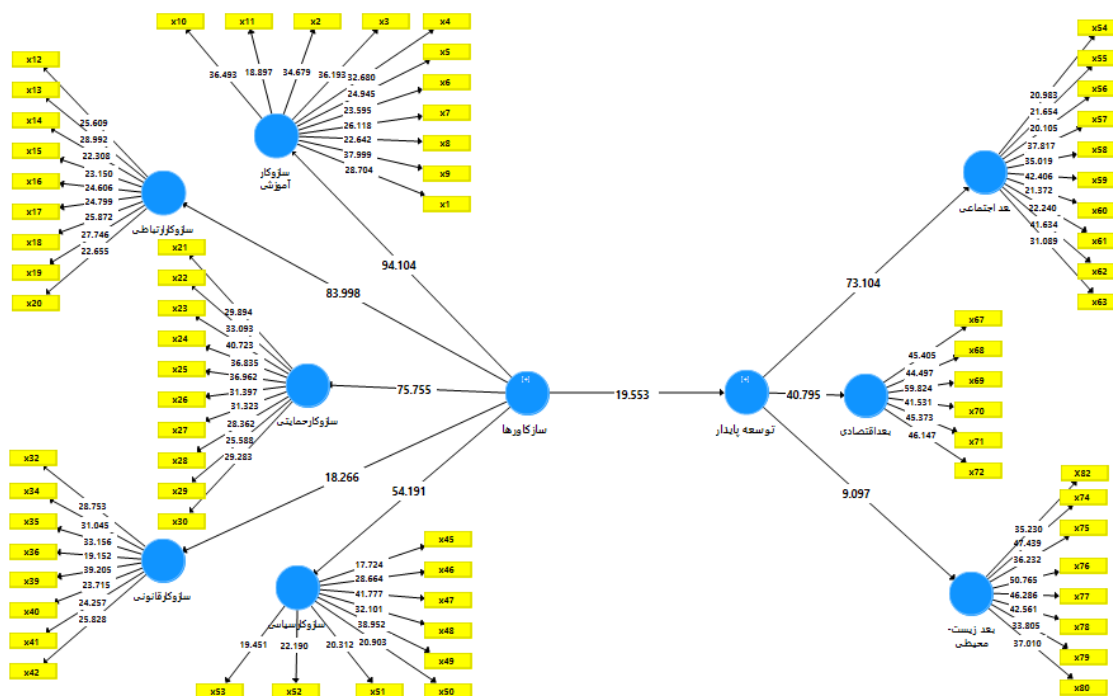 x10
x11
x2
x3
x4
x5
x6
x7
x8
x9
x1
36.493
18.897
34.679
36.193
32.680
24.945
23.595
26.118
22.642
37.999
28.704
سازوکار
آموزشی
x12
x13
x14
x15
x16
x17
x18
x19
x20
25.609
28.992
22.308
23.150
24.606
24.799
25.872
27.746
22.655
سازوکارارتباطی
x21
x22
x23
x24
x25
x26
x27
x28
x29
x30
29.894
33.093
40.723
36.835
36.962
31.397
31.323
28.362
25.588
29.283
سازوکارحمایتی
x32
x34
x35
x36
x39
x40
x41
x42
28.753
31.045
33.156
19.152
39.205
23.715
24.257
25.828
سازوکارقانونی
x45
x46
x47
x48
x49
x50
x51
x52
x53
17.724
28.664
41.777
32.101
38.952
20.903
20.312
22.190
19.451
سازوکارسیاسی
94.104
83.998
75.755
18.266
54.191
[+]
سازکاورها
19.553
[+]
توسعه پایدار
73.104
40.795
9.097
x54
x55
x56
x57
x58
x59
x60
x61
x62
x63
20.983
21.654
20.105
37.817
35.019
42.406
21.372
22.240
41.634
31.089
بعد اجتماعی
x67
x68
x69
x70
x71
x72
45.405
44.497
59.824
41.531
45.373
46.147
بعداقتصادی
X82
x74
x75
x76
x77
x78
x79
x80
35.230
47.439
36.232
50.765
46.286
42.561
33.805
37.010
بعد زیست-
محیطی